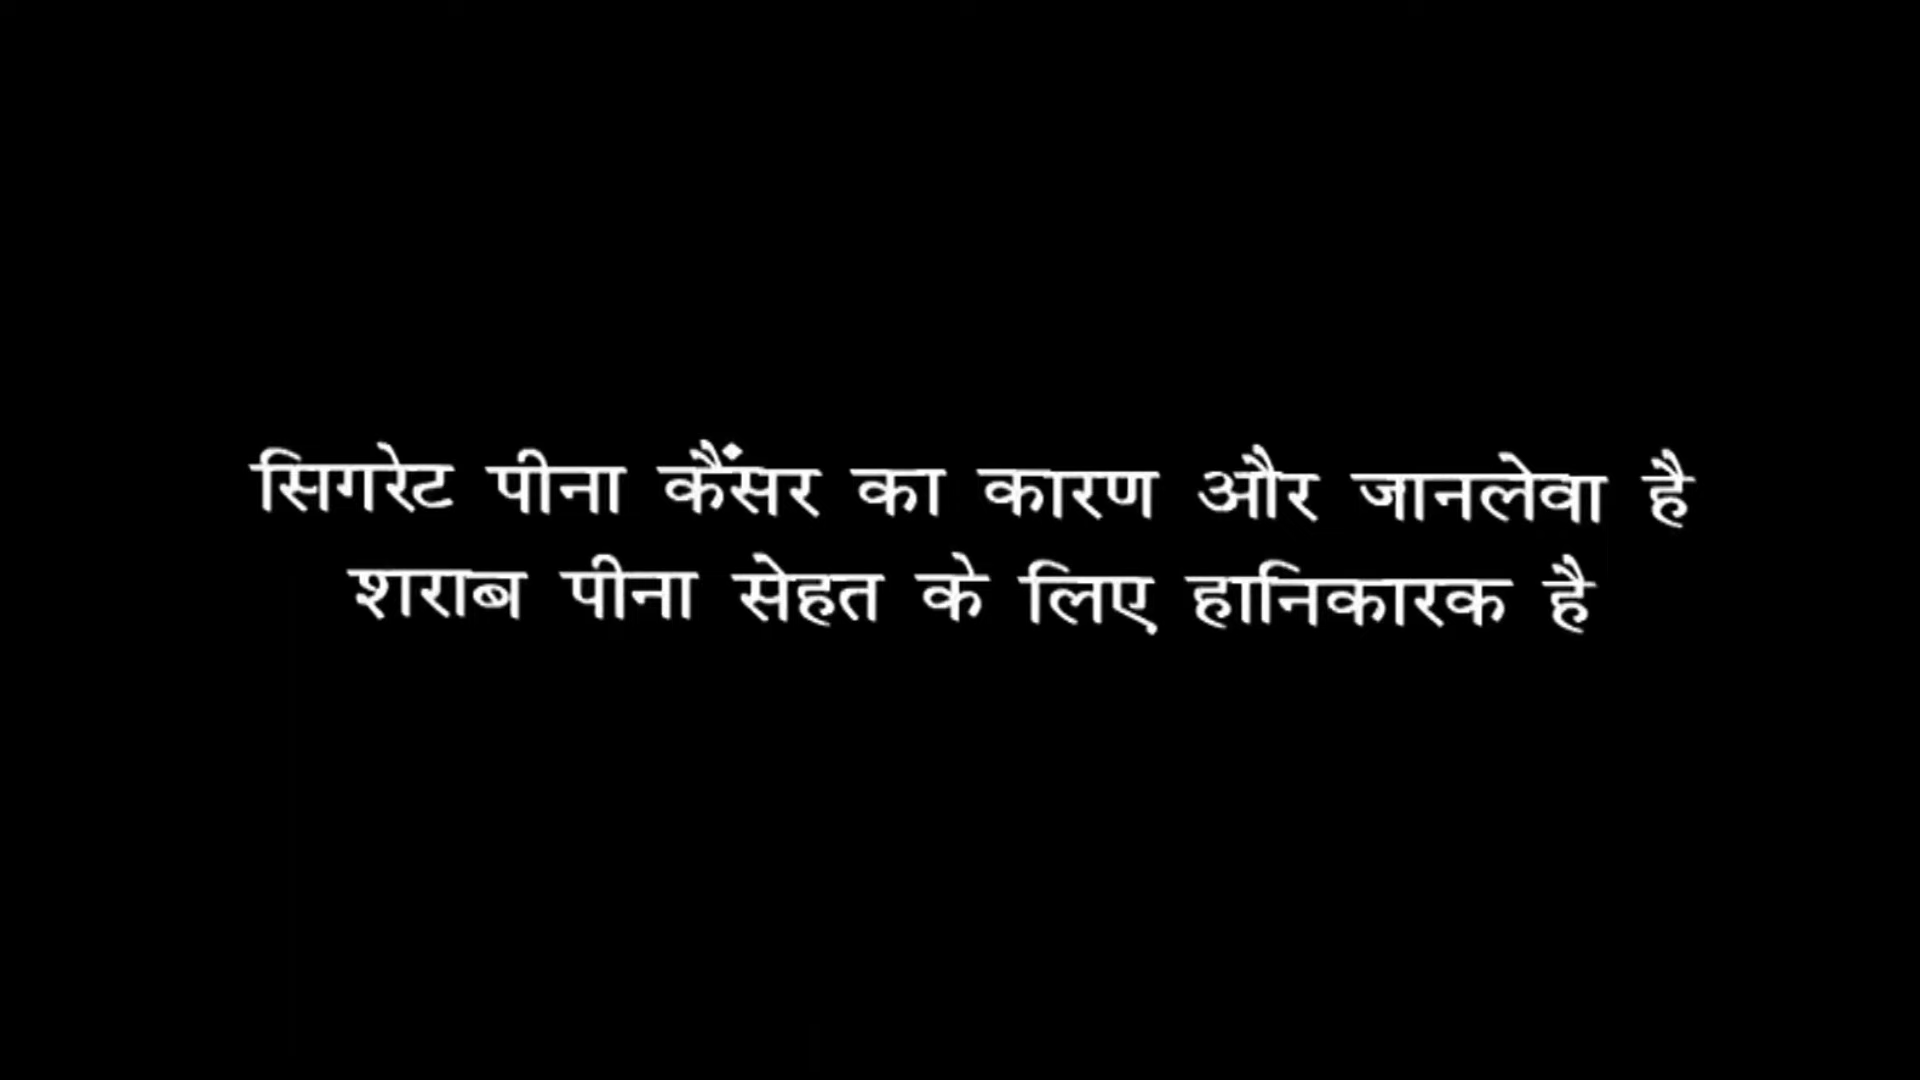 सिगरेट पीना कैंसर का कारण और जानलेवा है
शराब पीना सेहत के लिए हानिकारक है